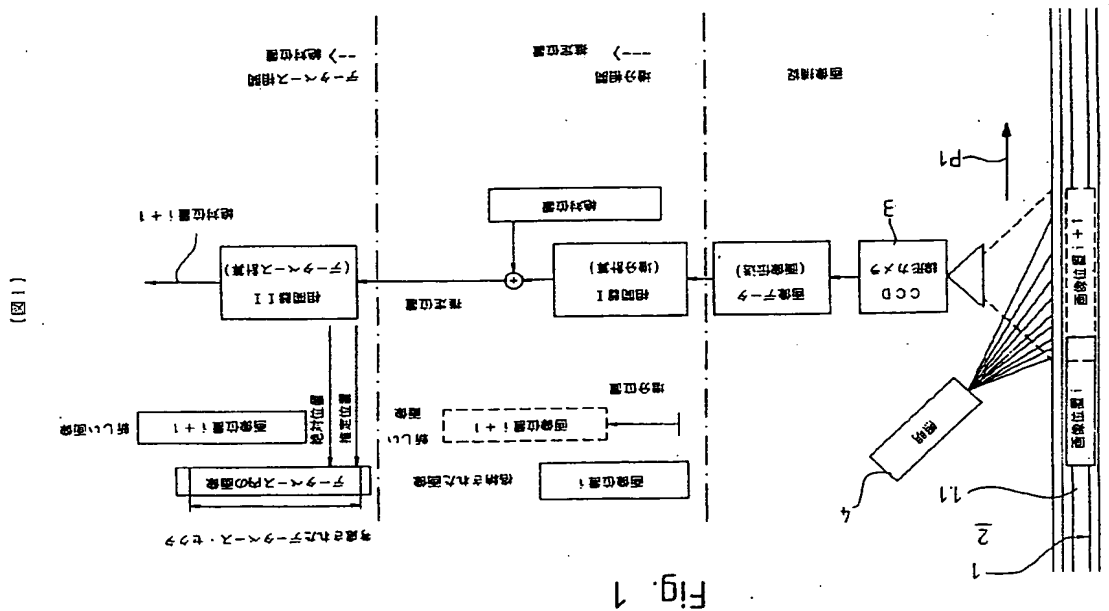 【図1】
Fig. 1
1
2
1.1
画像位置 i
画像位置 i+1
4
照明
P1
3
CCD
線形カメラ
画像データ
(画像伝送)
画像捕捉
画像位置 i
格納された画像
画像位置 i+1
新しい
画像
増分位置
相関器 I
(増分計算)
絶対位置
推定位置
増分相関
---> 推定位置
考慮されたデータベース・セクタ
データベース内の画像
画像位置 i+1
新しい画像
推定位置
絶対位置
相関器 II
(データベース計算)
絶対位置 i+1
データベース相関
--> 絶対位置